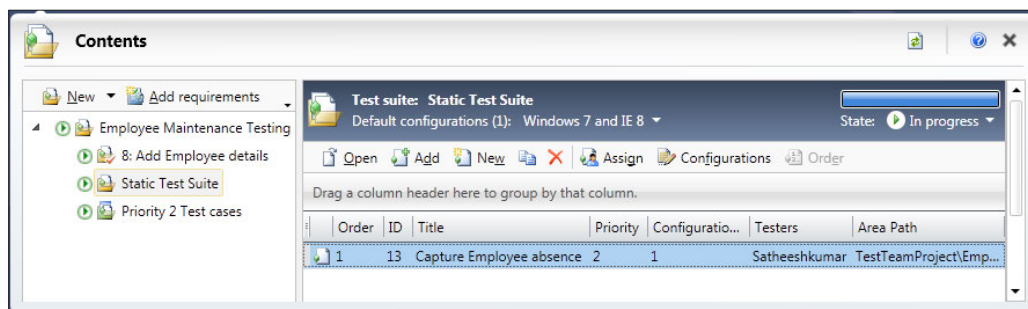 Contents
New Add requirements
Employee Maintenance Testing
8: Add Employee details
Static Test Suite
Priority 2 Test cases
Test suite: Static Test Suite
Default configurations (1): Windows 7 and IE 8
State: In progress
Open Add New Assign Configurations Order
Drag a column header here to group by that column.
Order ID Title Priority Configuratio... Testers Area Path
1 13 Capture Employee absence 2 1 Satheeshkumar TestTeamProject\Emp...